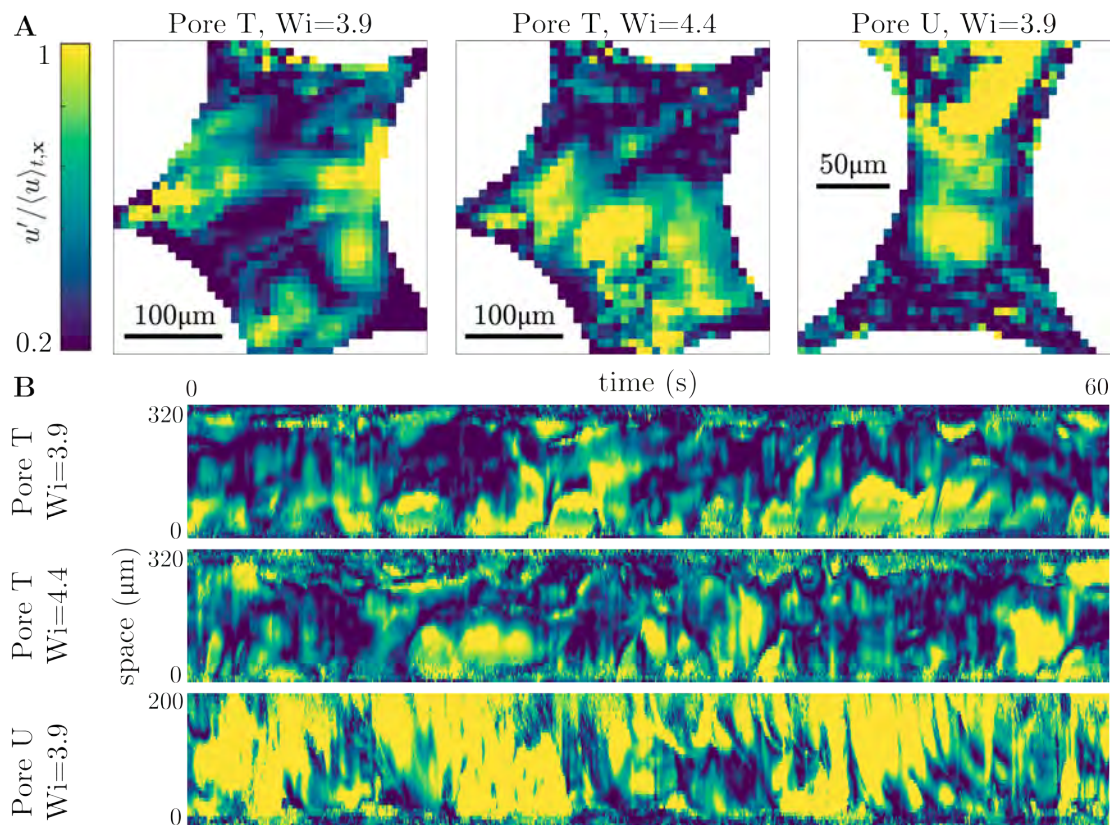 A
Pore T, Wi=3.9
Pore T, Wi=4.4
Pore U, Wi=3.9
1
u′/⟨u⟩t,x
0.2
100μm
100μm
50μm
B
0
time (s)
60
Pore T
Wi=3.9
320
0
Pore T
Wi=4.4
320
0
space (μm)
Pore U
Wi=3.9
200
0